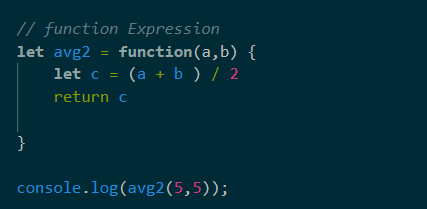 // function Expression
let avg2 = function(a,b) {
    let c = (a + b ) / 2
    return c
}
console.log(avg2(5,5));